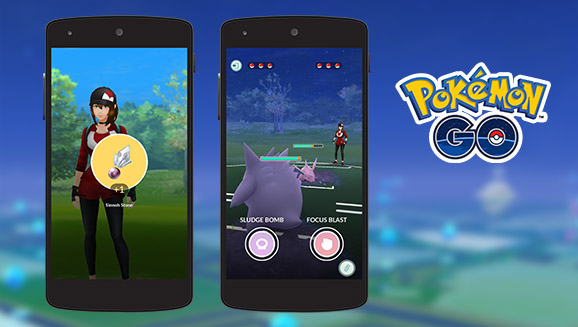 +1
Sinnoh Stone
SLUDGE BOMB
FOCUS BLAST
POKéMON
GO